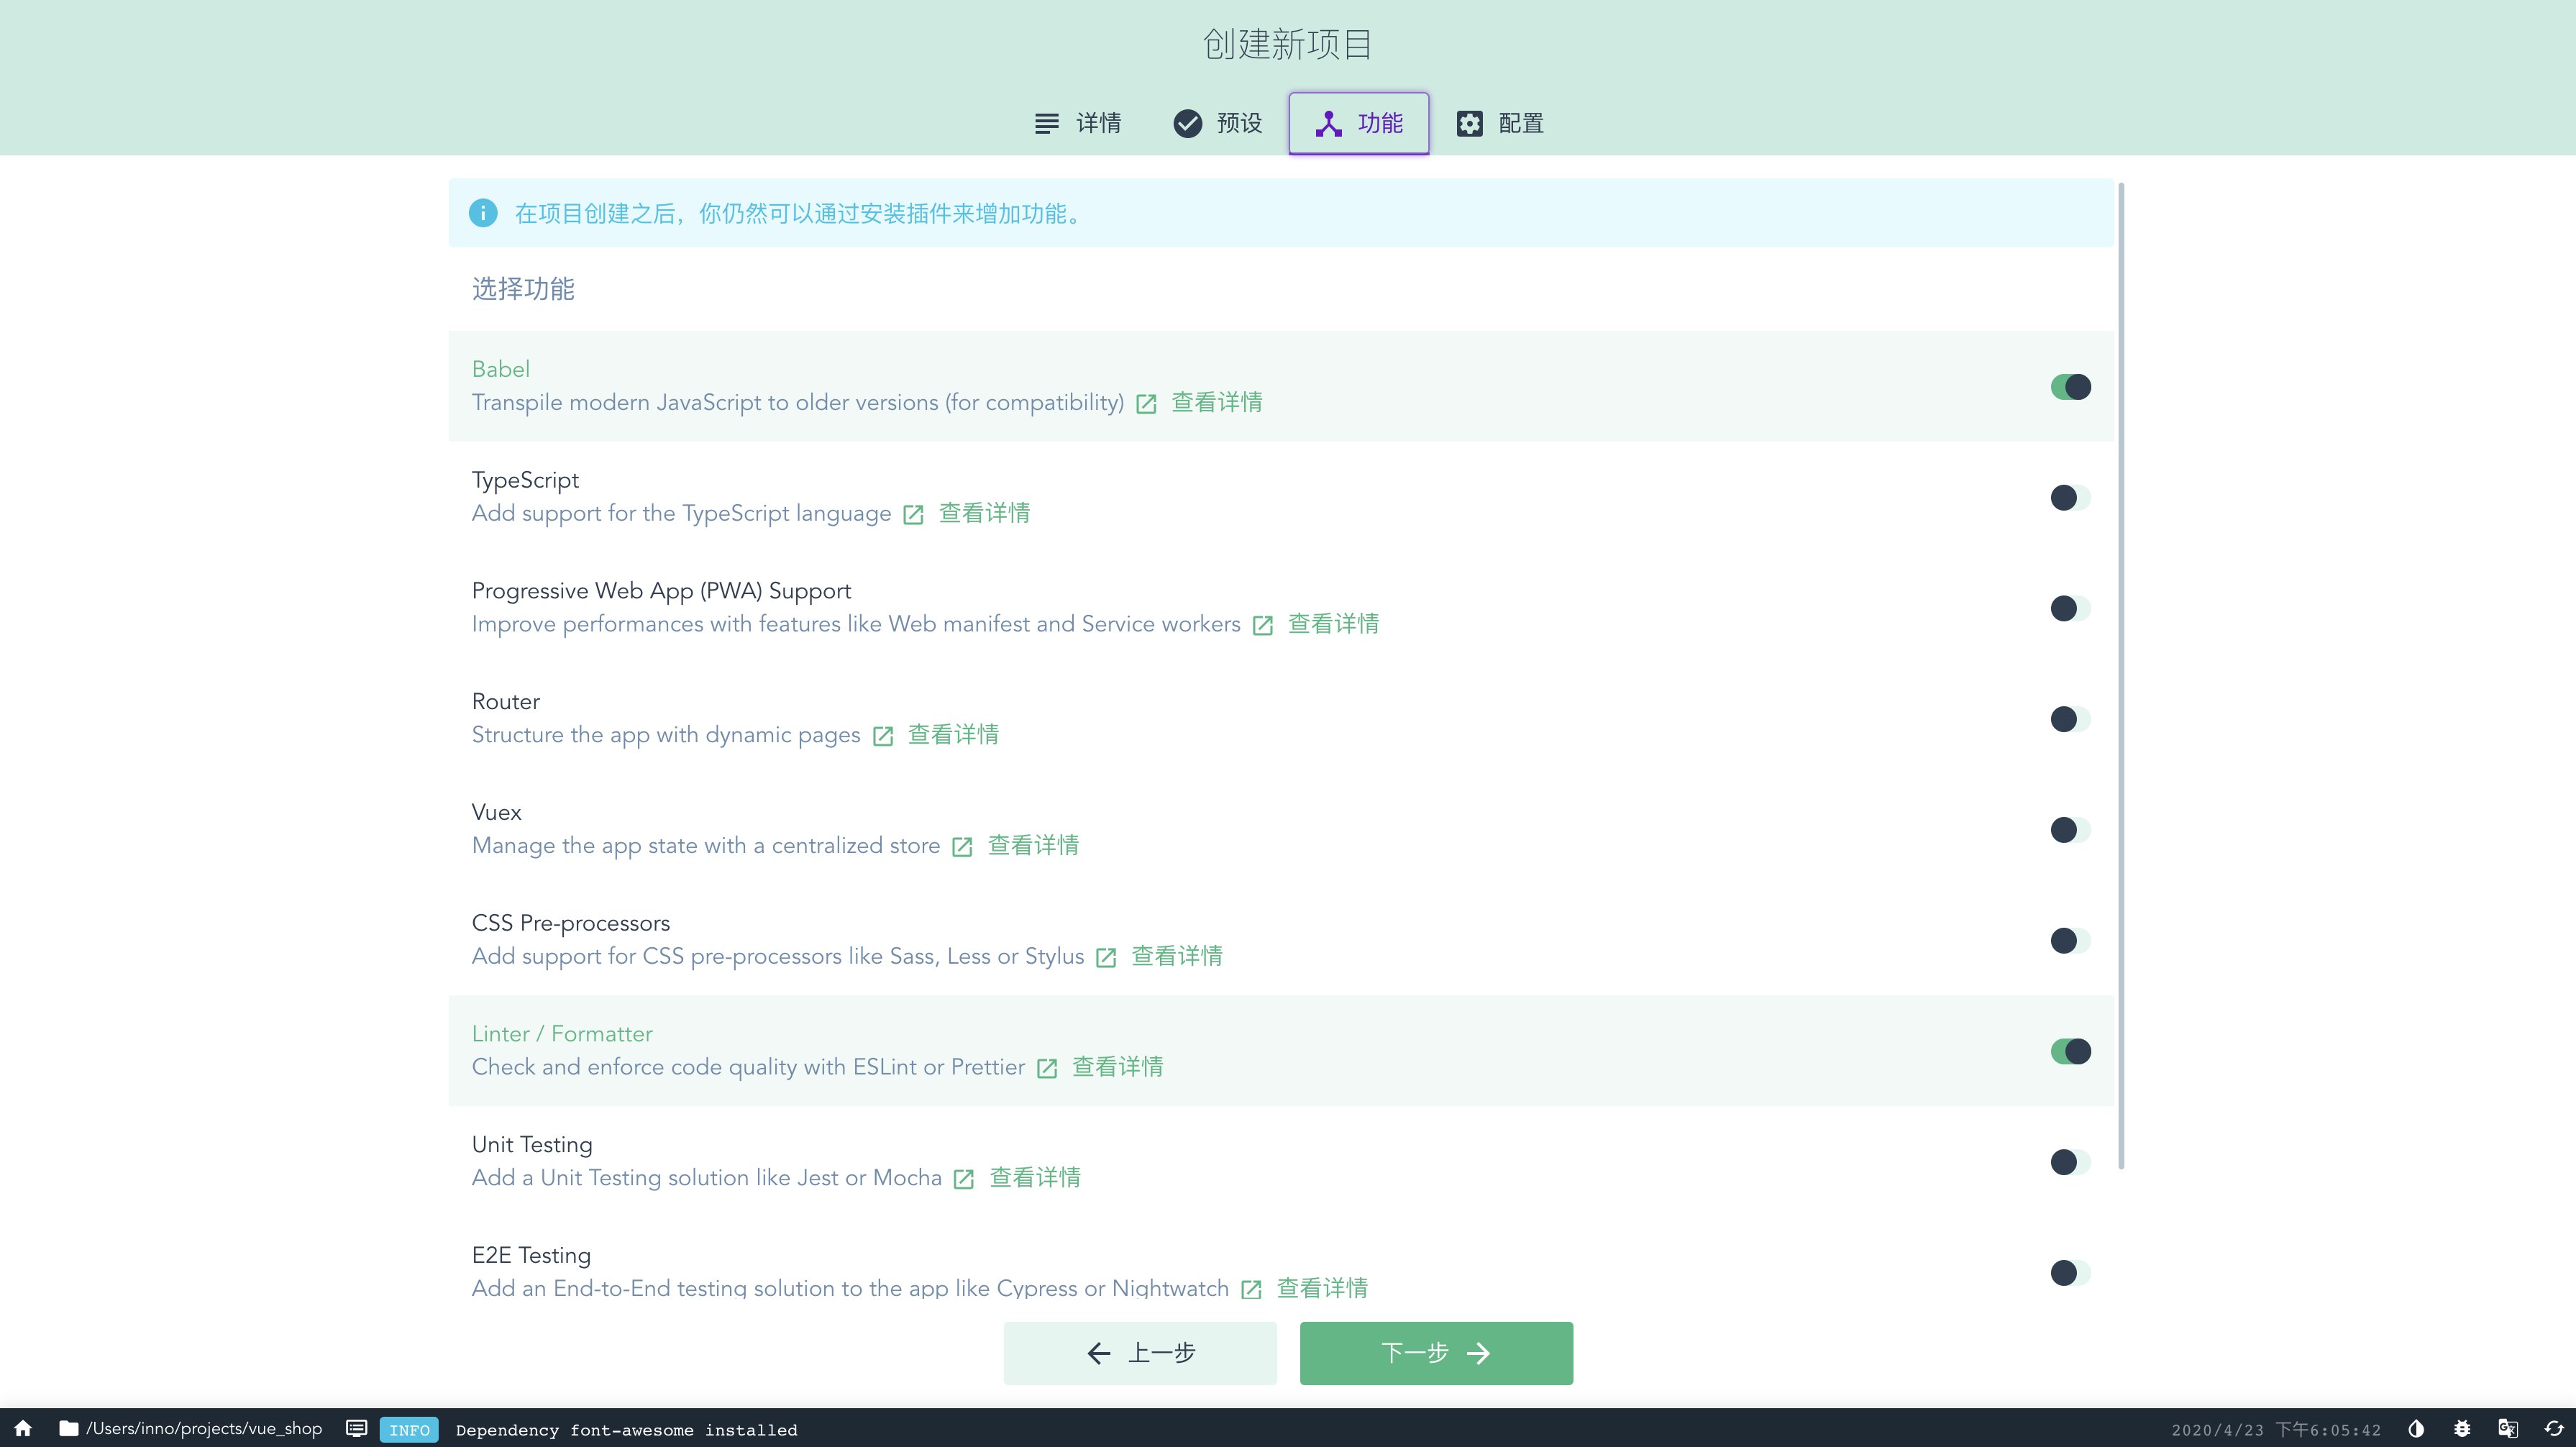 创建新项目
详情 预设 功能 配置
在项目创建之后，你仍然可以通过安装插件来增加功能。
选择功能
Babel
Transpile modern JavaScript to older versions (for compatibility) 查看详情
TypeScript
Add support for the TypeScript language 查看详情
Progressive Web App (PWA) Support
Improve performances with features like Web manifest and Service workers 查看详情
Router
Structure the app with dynamic pages 查看详情
Vuex
Manage the app state with a centralized store 查看详情
CSS Pre-processors
Add support for CSS pre-processors like Sass, Less or Stylus 查看详情
Linter / Formatter
Check and enforce code quality with ESLint or Prettier 查看详情
Unit Testing
Add a Unit Testing solution like Jest or Mocha 查看详情
E2E Testing
Add an End-to-End testing solution to the app like Cypress or Nightwatch 查看详情
上一步 下一步
/Users/inno/projects/vue_shop INFO Dependency font-awesome installed 2020/4/23 下午6:05:42